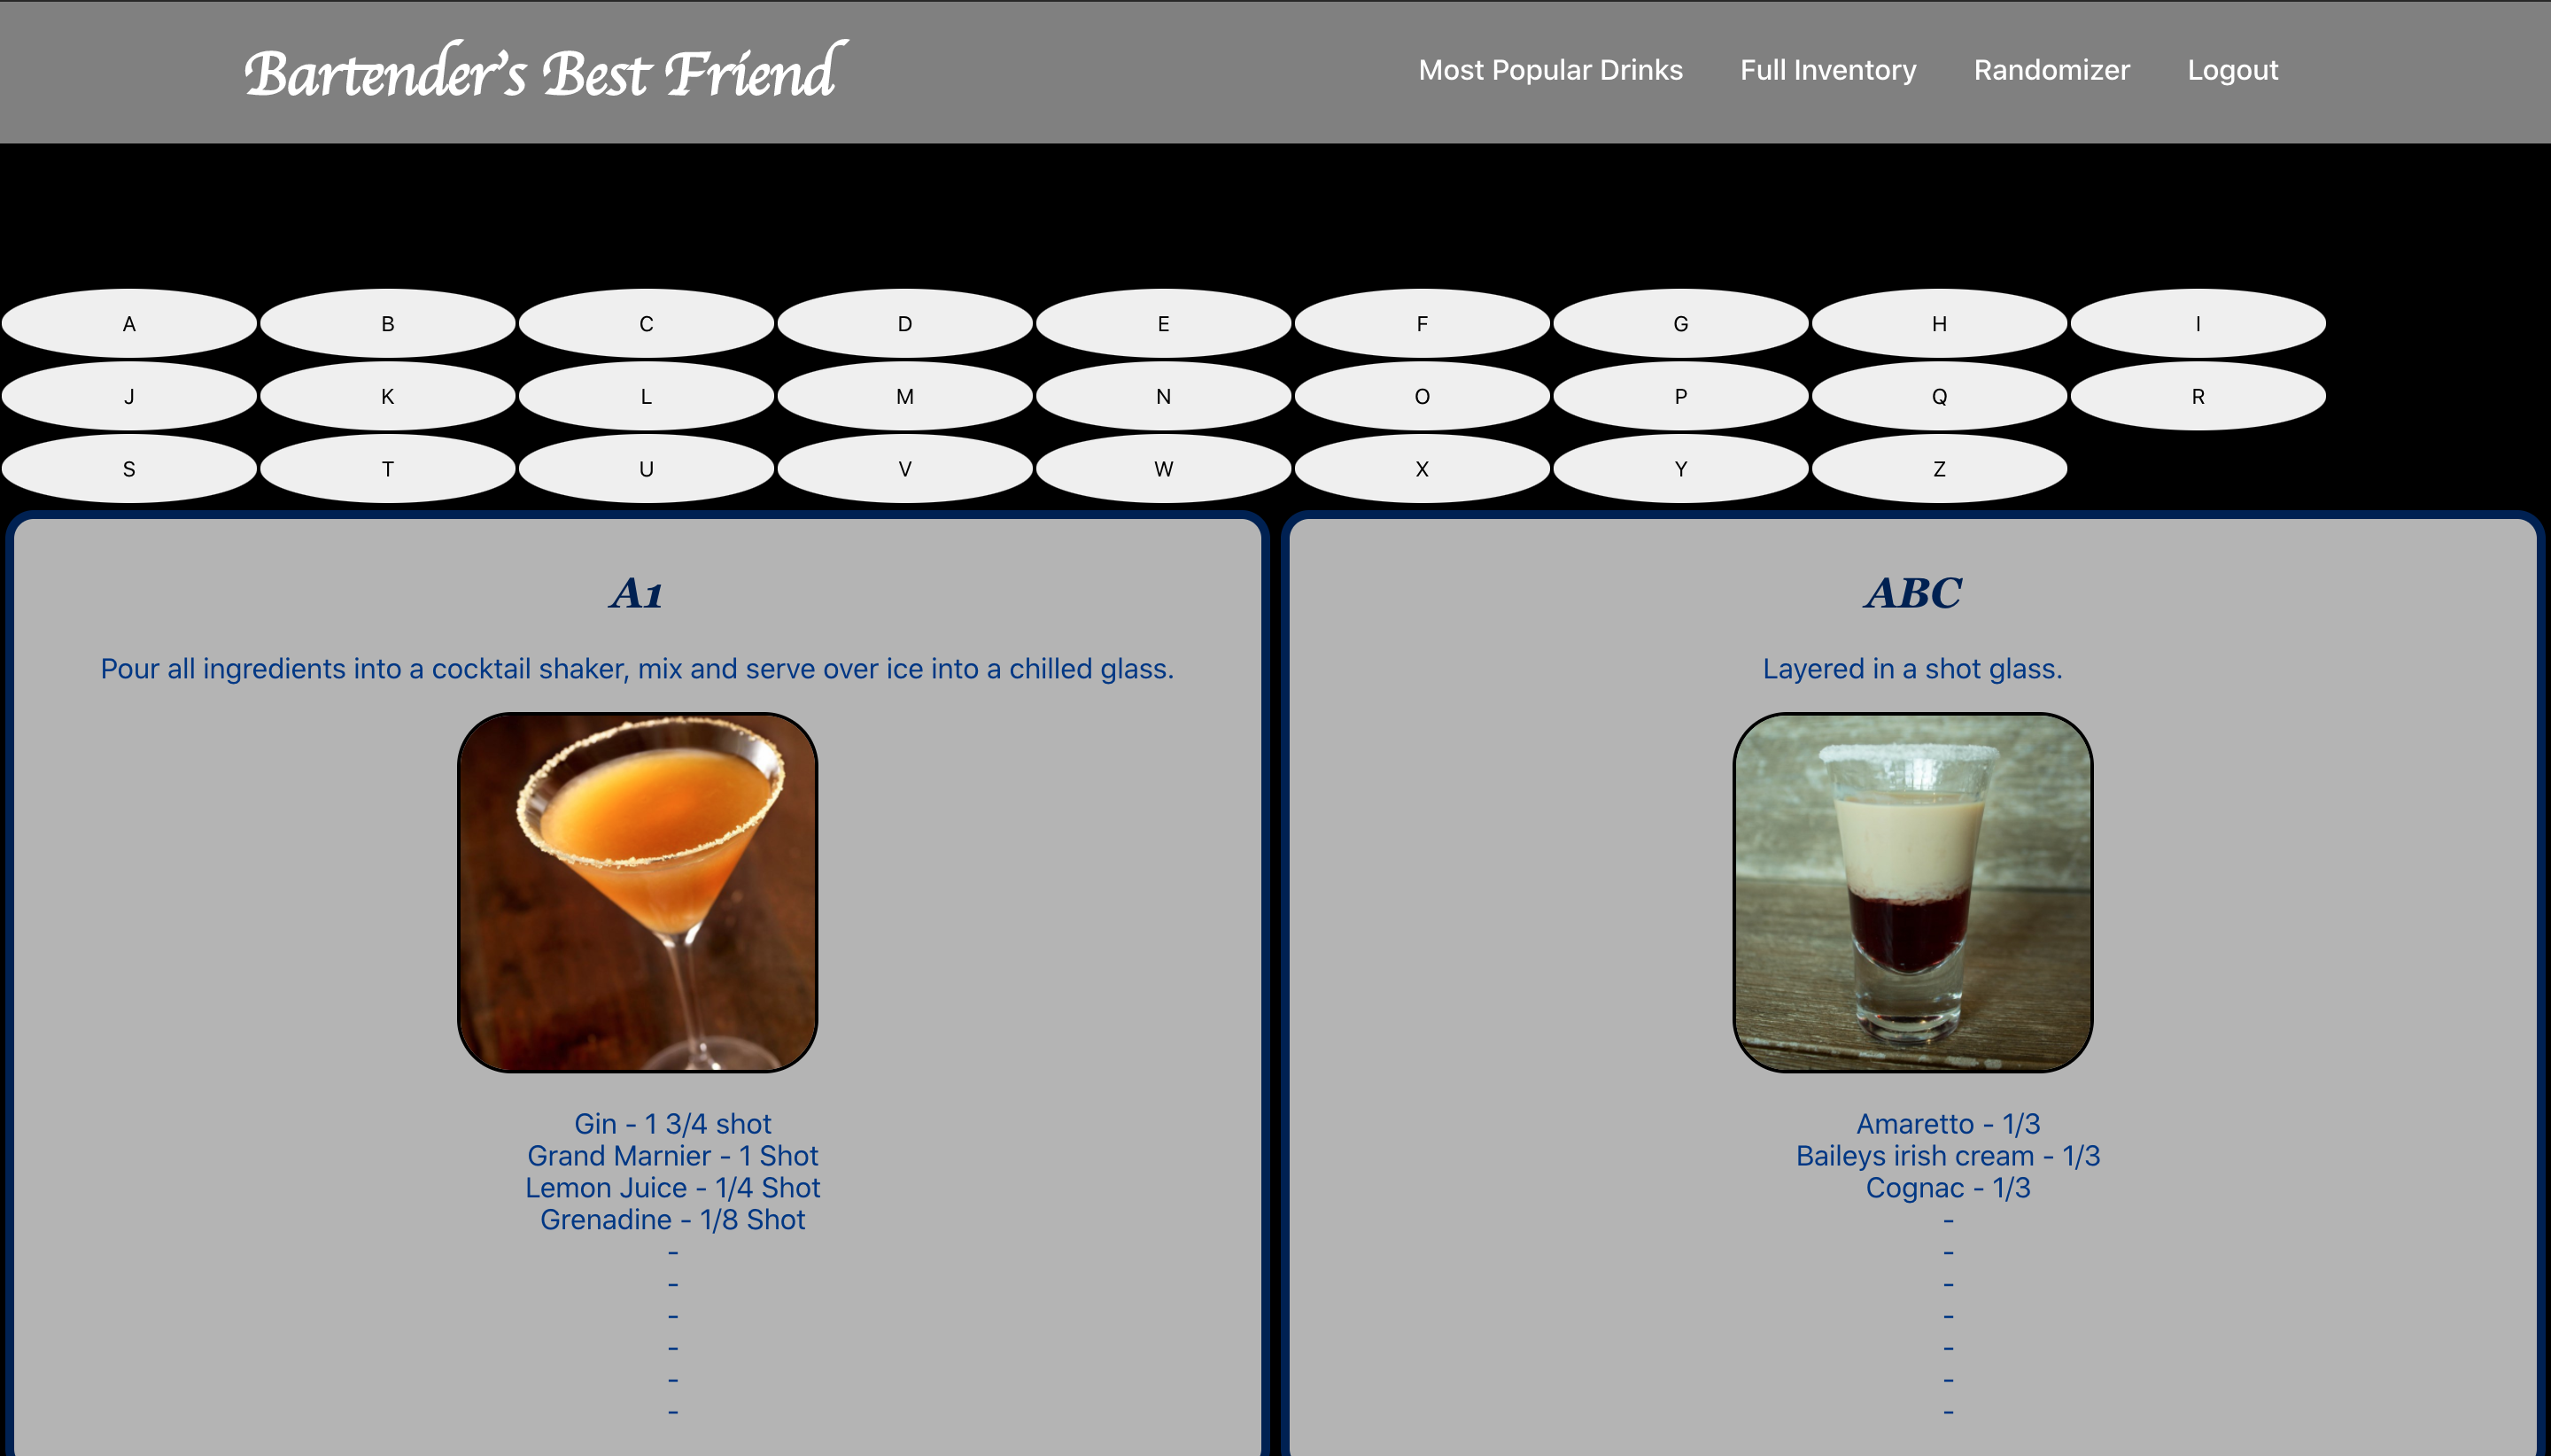 Bartender's Best Friend
Most Popular Drinks Full Inventory Randomizer Logout
A B C D E F G H I
J K L M N O P Q R
S T U V W X Y Z
A1
Pour all ingredients into a cocktail shaker, mix and serve over ice into a chilled glass.
Gin - 1 3/4 shot
Grand Marnier - 1 Shot
Lemon Juice - 1/4 Shot
Grenadine - 1/8 Shot
-
-
-
-
-
-
ABC
Layered in a shot glass.
Amaretto - 1/3
Baileys irish cream - 1/3
Cognac - 1/3
-
-
-
-
-
-
-